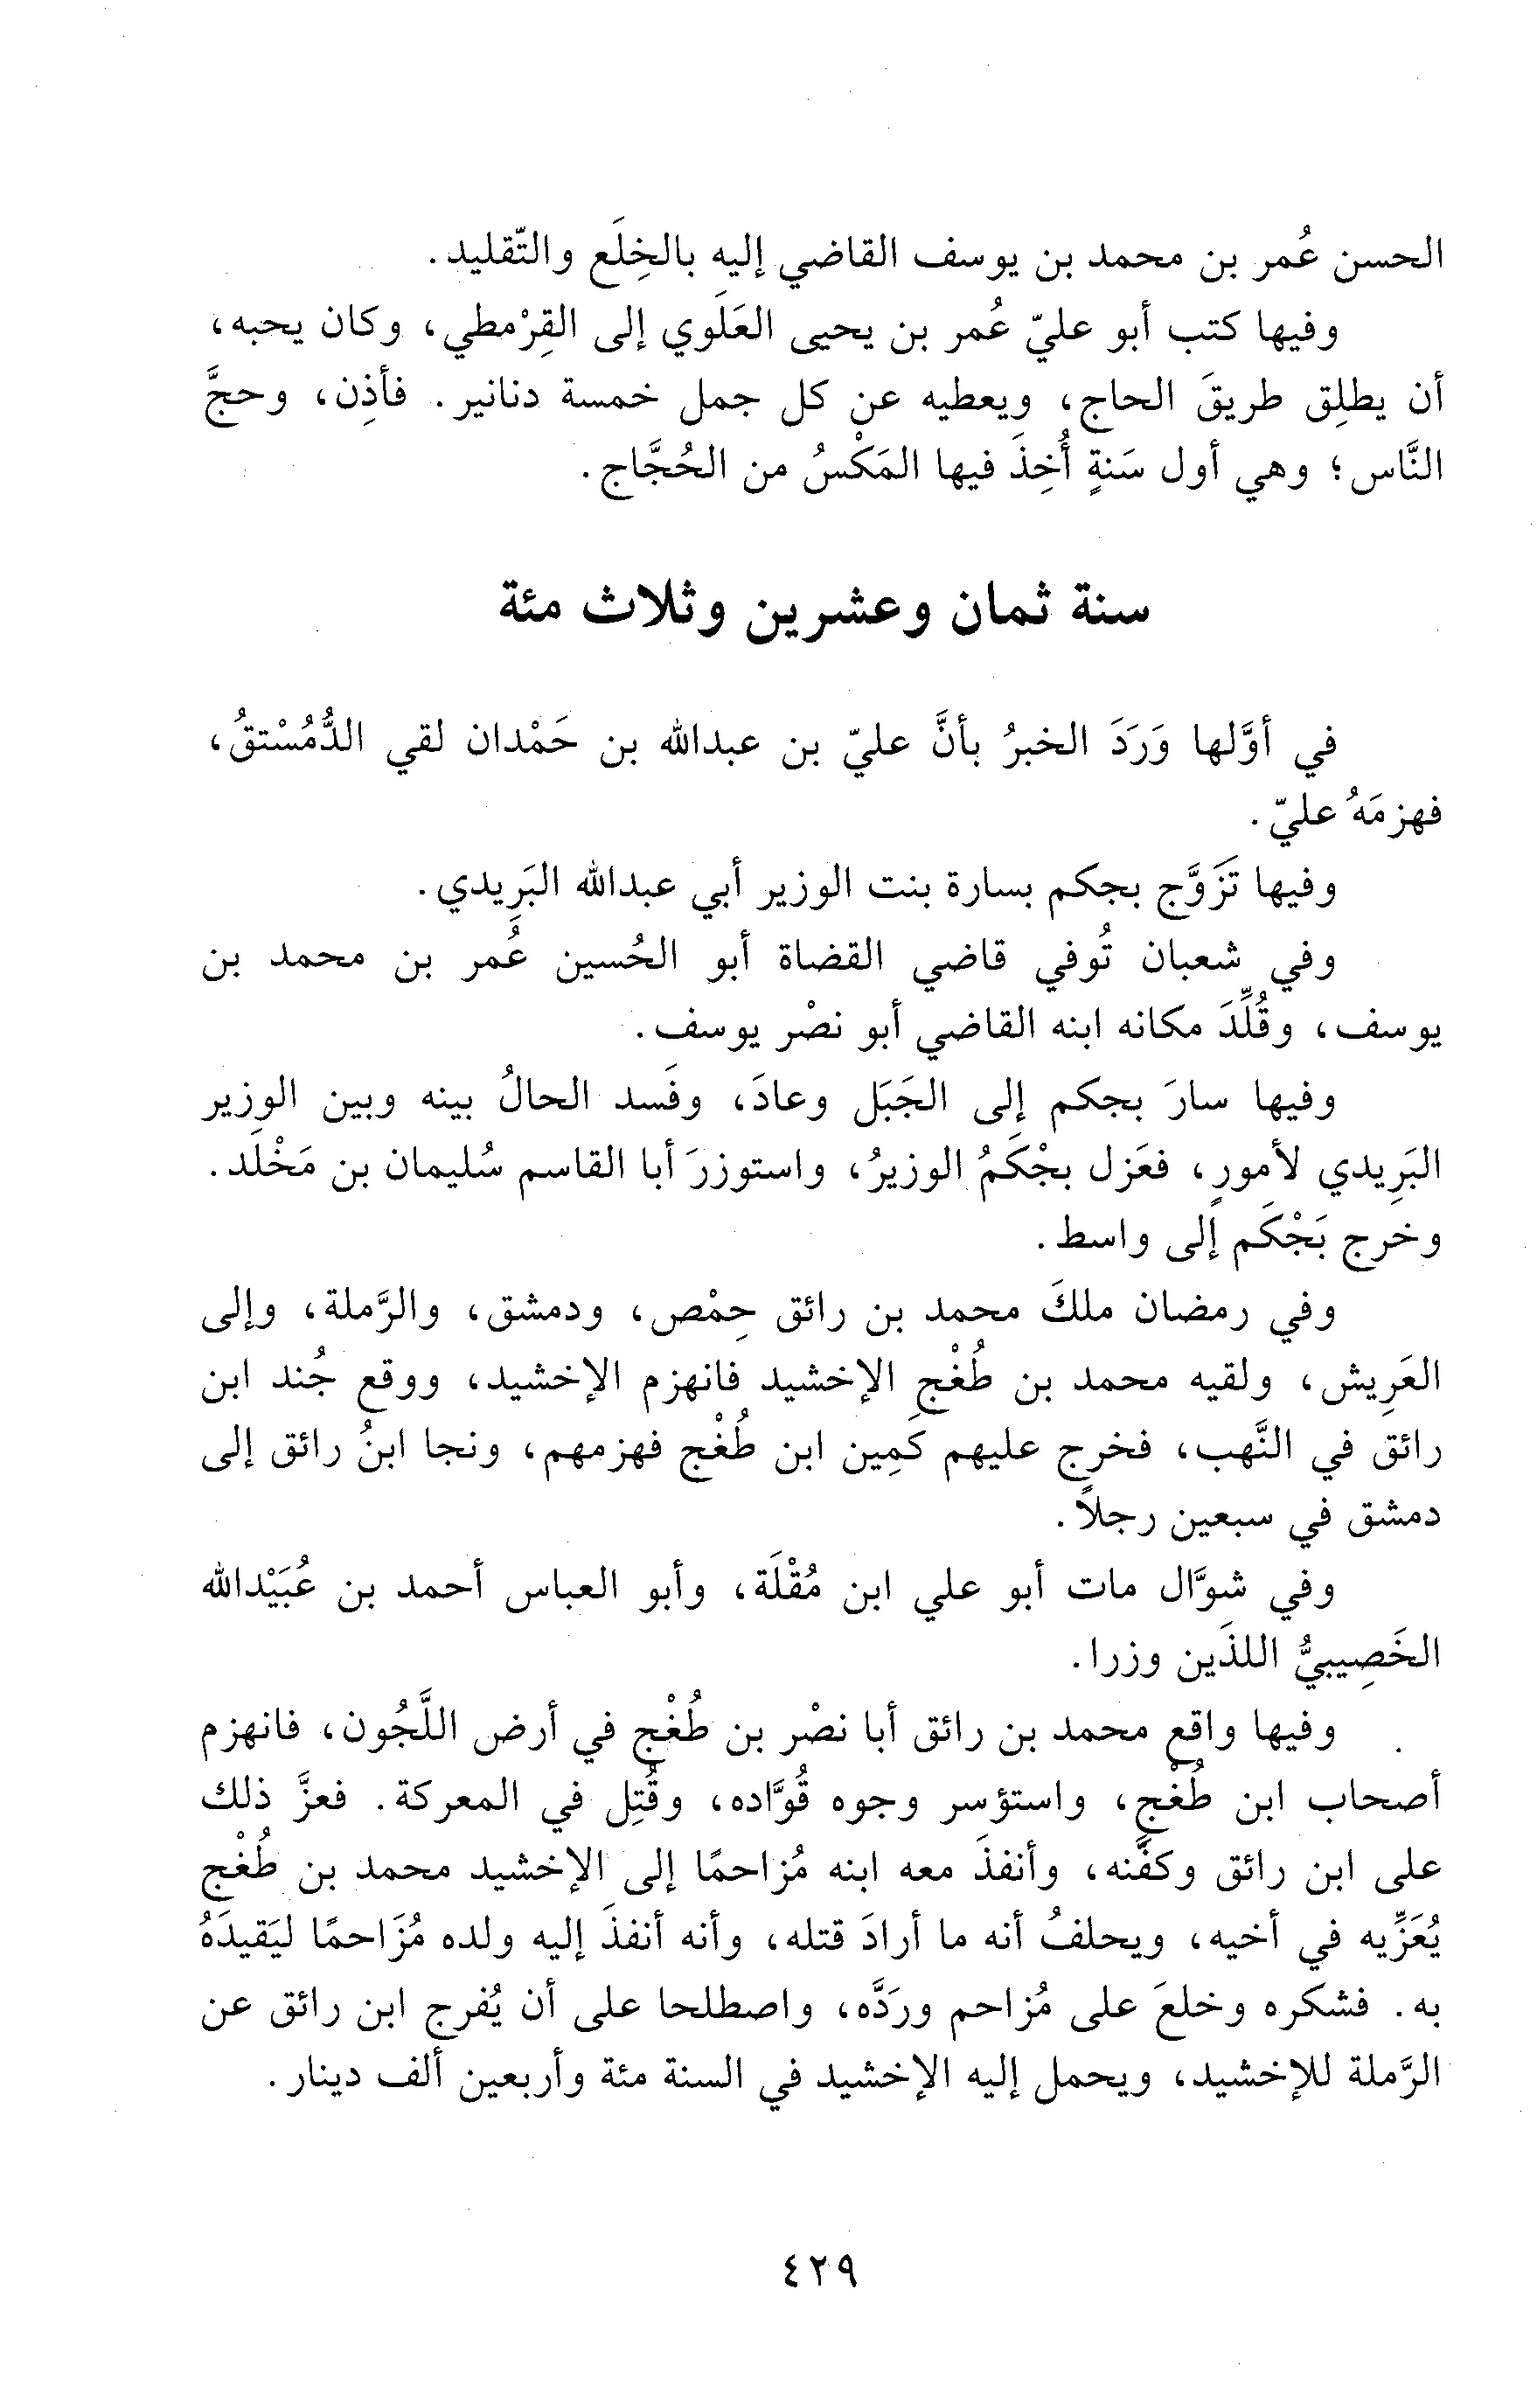 الحسن عُمر بن محمد بن يوسف القاضي إليه بالخِلَع والتّقليد.
وفيها كتب أبو عليّ عُمر بن يحيى العَلَوي إلى القِرْمطي، وكان يحبه،
أن يطلِق طريقَ الحاج، ويعطيه عن كل جمل خمسة دنانير. فأذِن، وحجَّ
النَّاس؛ وهي أول سَنةٍ أُخِذَ فيها المَكْسُ من الحُجَّاج.
سنة ثمان وعشرين وثلاث مئة
في أوَّلها وَرَدَ الخبرُ بأنَّ عليّ بن عبدالله بن حَمْدان لقي الدُّمُسْتقُ،
فهزمَهُ عليّ.
وفيها تَزَوَّج بجكم بسارة بنت الوزير أبي عبدالله البَرِيدي.
وفي شعبان تُوفي قاضي القضاة أبو الحُسين عُمر بن محمد بن
يوسف، وقُلِّدَ مكانه ابنه القاضي أبو نصْر يوسف.
وفيها سارَ بجكم إلى الجَبَل وعادَ، وفَسد الحالُ بينه وبين الوزير
البَرِيدي لأمورٍ، فعَزل بجْكَمُ الوزيرُ، واستوزرَ أبا القاسم سُليمان بن مَخْلَد.
وخرج بَجْكَم إلى واسط.
وفي رمضان ملكَ محمد بن رائق حِمْص، ودمشق، والرَّملة، وإلى
العَرِيش، ولقيه محمد بن طُغْج الإخشيد فانهزم الإخشيد، ووقع جُند ابن
رائق في النَّهب، فخرج عليهم كَمِين ابن طُغْج فهزمهم، ونجا ابنُ رائق إلى
دمشق في سبعين رجلاً.
وفي شوَّال مات أبو علي ابن مُقْلَة، وأبو العباس أحمد بن عُبَيْدالله
الخَصِيبيُّ اللذَين وزرا.
وفيها واقع محمد بن رائق أبا نصْر بن طُغْج في أرض اللَّجُون، فانهزم
أصحاب ابن طُغْج، واستؤسر وجوه قُوَّاده، وقُتِل في المعركة. فعزَّ ذلك
على ابن رائق وكفَّنه، وأنفذَ معه ابنه مُزاحمًا إلى الإخشيد محمد بن طُغْج
يُعَزِّيه في أخيه، ويحلفُ أنه ما أرادَ قتله، وأنه أنفذَ إليه ولده مُزَاحمًا ليَقيدَهُ
به. فشكره وخلعَ على مُزاحم وردَّه، واصطلحا على أن يُفرج ابن رائق عن
الرَّملة للإخشيد، ويحمل إليه الإخشيد في السنة مئة وأربعين ألف دينار.
٤٢٩